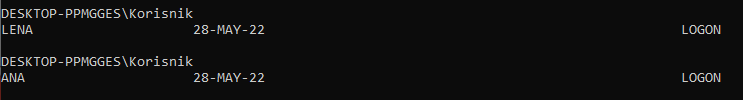 DESKTOP-PPMGGES\Korisnik
LENA 28-MAY-22 LOGON
DESKTOP-PPMGGES\Korisnik
ANA 28-MAY-22 LOGON